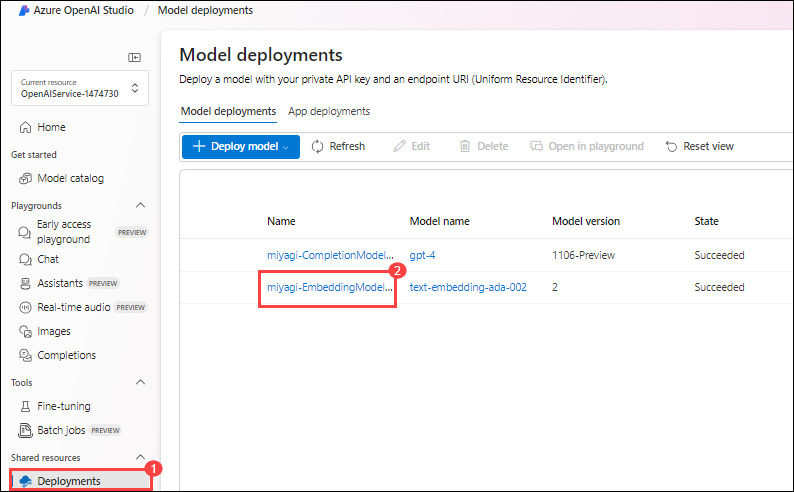 Azure OpenAI Studio / Model deployments
Current resource
OpenAIService-1474730
Home
Get started
Model catalog
Playgrounds
Early access
playground PREVIEW
Chat
Assistants PREVIEW
Real-time audio PREVIEW
Images
Completions
Tools
Fine-tuning
Batch jobs PREVIEW
Shared resources
1
Deployments
Model deployments
Deploy a model with your private API key and an endpoint URI (Uniform Resource Identifier).
Model deployments App deployments
Deploy model Refresh Edit Delete Open in playground Reset view
Name Model name Model version State
miyagi-CompletionModel... gpt-4 1106-Preview Succeeded
2
miyagi-EmbeddingModel... text-embedding-ada-002 2 Succeeded